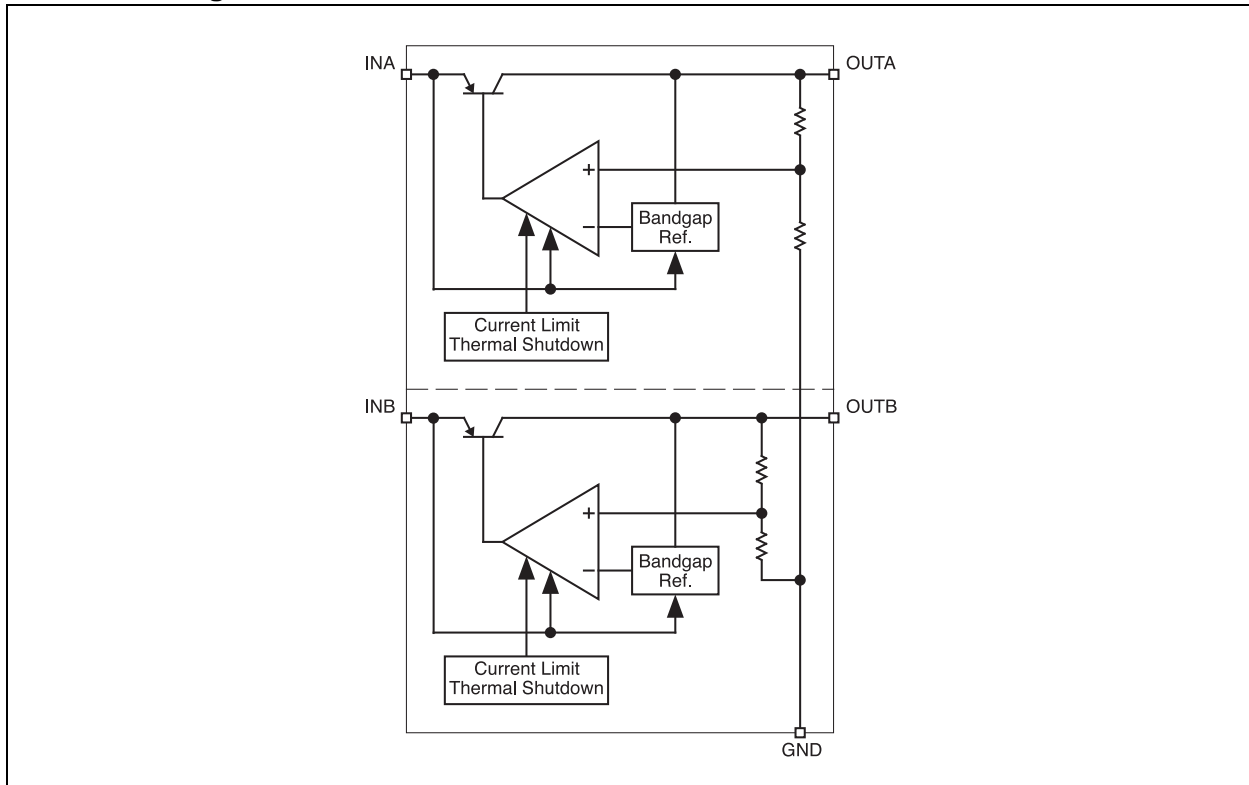 INA
OUTA
+
−
Bandgap
Ref.
Current Limit
Thermal Shutdown
INB
OUTB
+
−
Bandgap
Ref.
Current Limit
Thermal Shutdown
GND